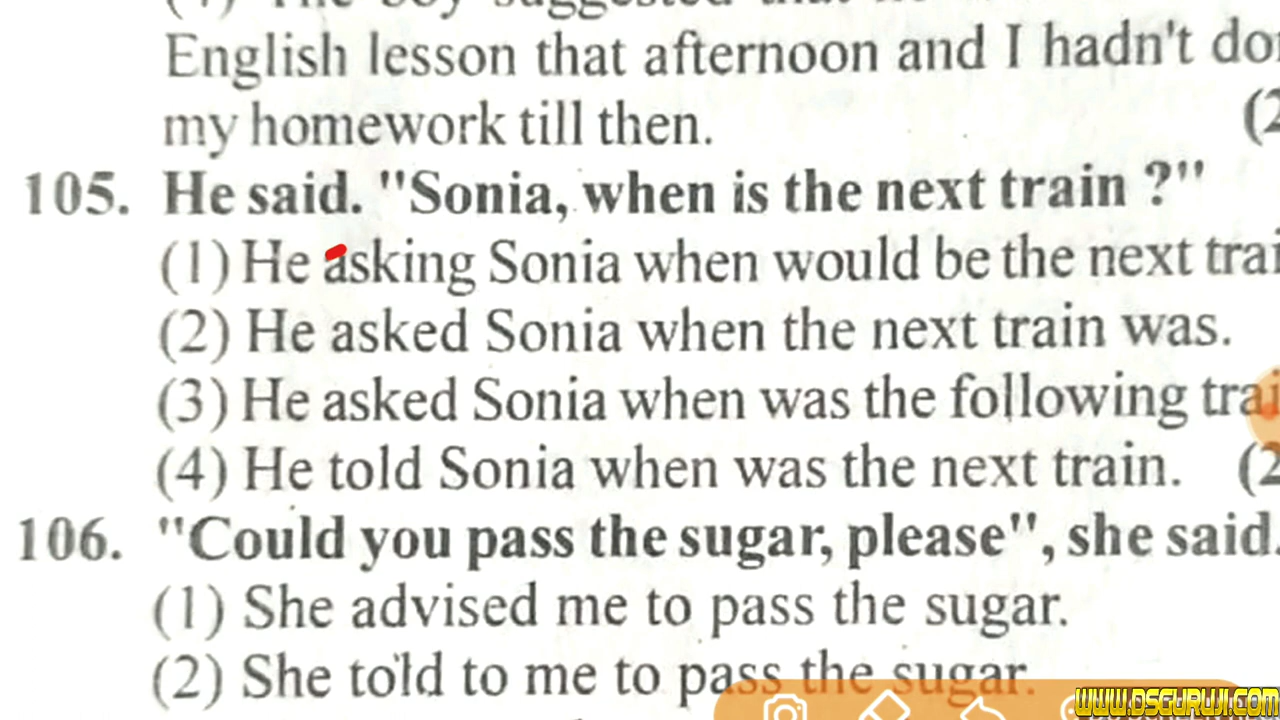 English lesson that afternoon and I hadn't
my homework till then.
105. He said. "Sonia, when is the next train ?"
(1) He asking Sonia when would be the next
(2) He asked Sonia when the next train was.
(3) He asked Sonia when was the following
(4) He told Sonia when was the next train.
106. "Could you pass the sugar, please", she said.
(1) She advised me to pass the sugar.
(2) She told to me to pass the sugar.
WWW.DSGURUJI.COM